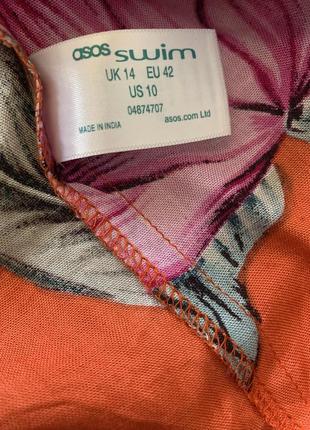 asos swim
UK 14 EU 42
US 10
04874707
MADE IN INDIA asos.com Ltd